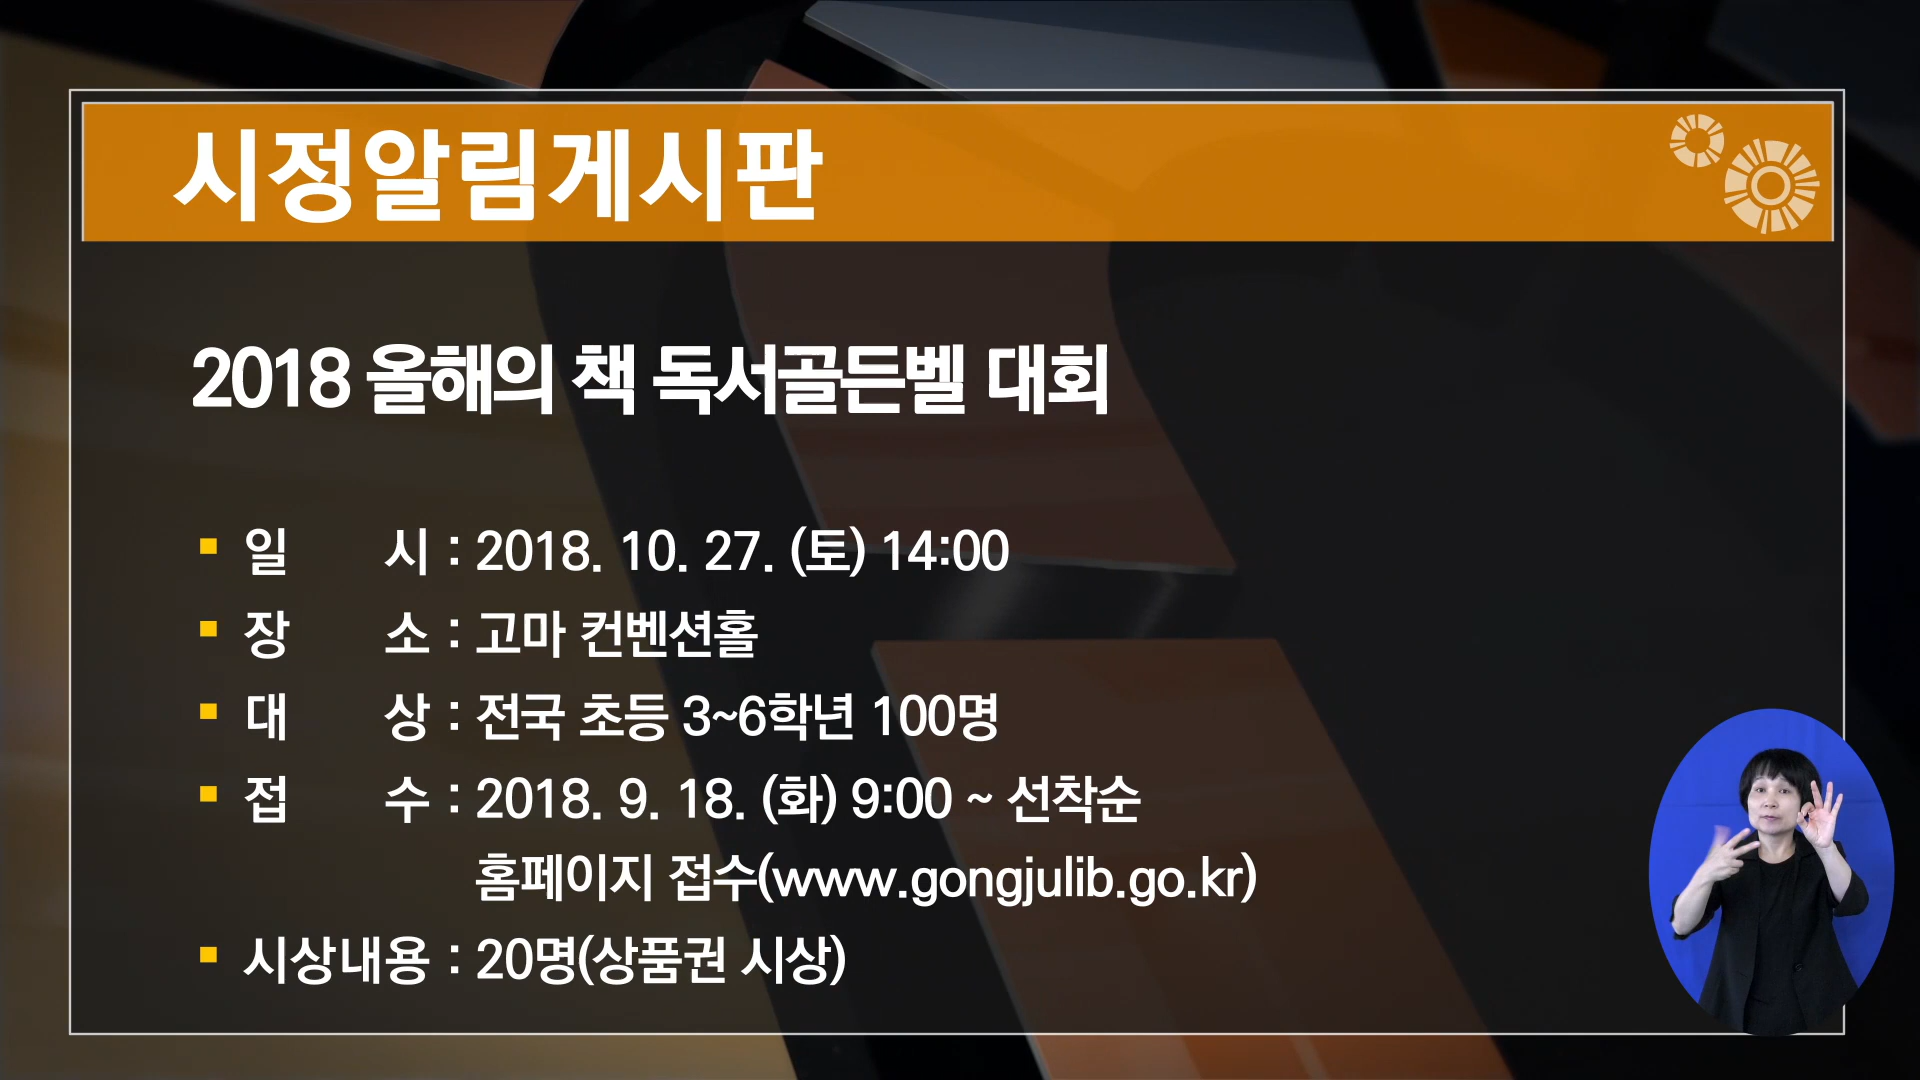 시정알림게시판
2018 올해의 책 독서골든벨 대회
▪ 일 시 : 2018. 10. 27. (토) 14:00
▪ 장 소 : 고마 컨벤션홀
▪ 대 상 : 전국 초등 3~6학년 100명
▪ 접 수 : 2018. 9. 18. (화) 9:00 ~ 선착순
홈페이지 접수(www.gongjulib.go.kr)
▪ 시상내용 : 20명(상품권 시상)